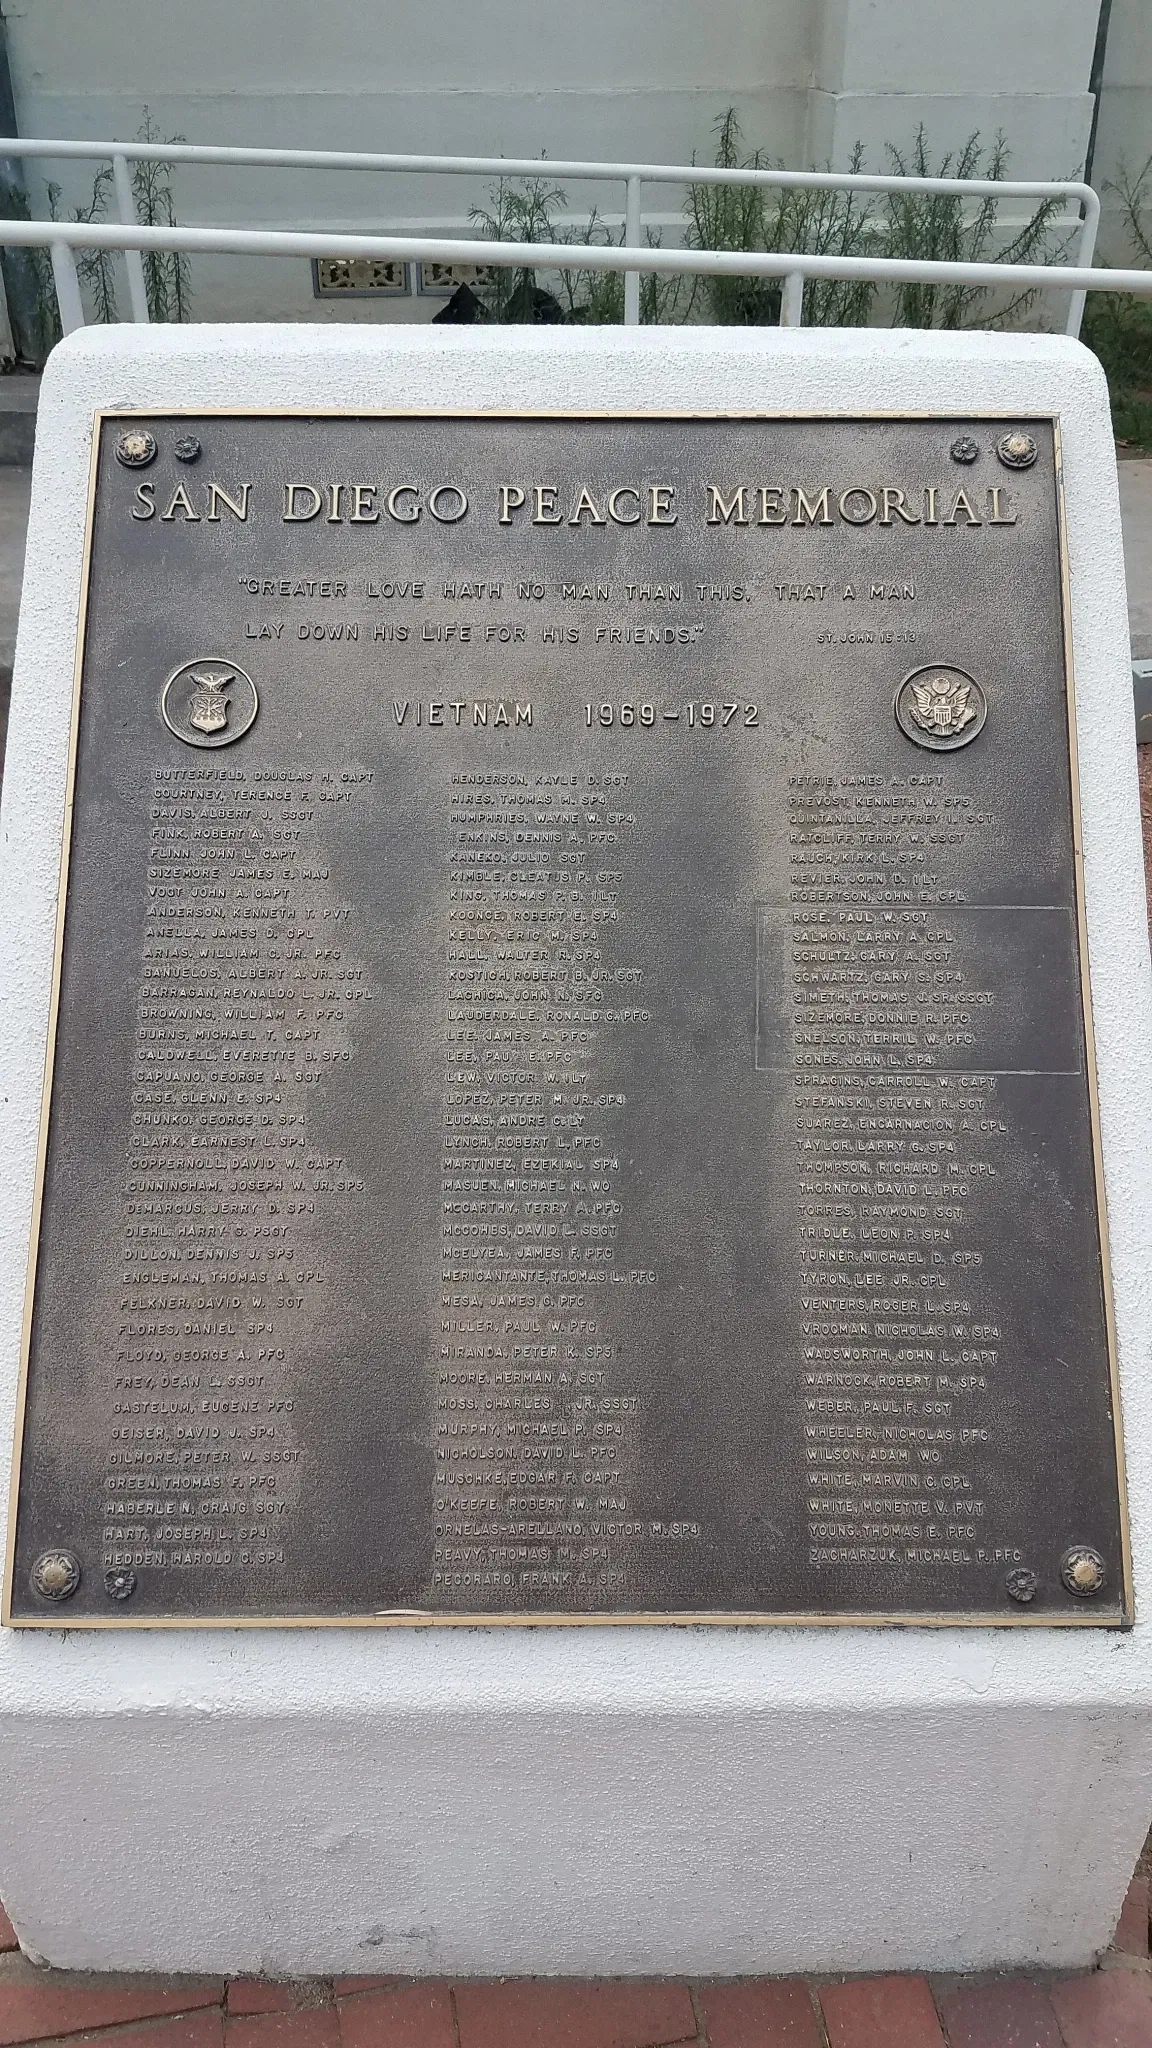 SAN DIEGO PEACE MEMORIAL
"GREATER LOVE HATH NO MAN THAN THIS, THAT A MAN
LAY DOWN HIS LIFE FOR HIS FRIENDS."
ST. JOHN 15:13
VIETNAM 1969-1972
BUTTERFIELD, DOUGLAS H. CAPT
COURTNEY, TERENCE F. CAPT
DAVIS, ALBERT J. SSGT
FINK, ROBERT A. SGT
FLINN, JOHN L. CAPT
SIZEMORE JAMES E. MAJ
VOGT JOHN A. CAPT
ANDERSON, KENNETH T. PVT
ANELLA, JAMES D. CPL
ARIAS, WILLIAM C. JR. PFC
BANUELOS, ALBERT A. JR. SGT
BARRAGAN, REYNALDO L. JR. CPL
BROWNING, WILLIAM F. PFC
BURNS, MICHAEL T. CAPT
CALDWELL, EVERETTE B. SFC
CAPUANO, GEORGE A. SGT
CASE, GLENN E. SP4
CHUNKO, GEORGE D. SP4
CLARK, EARNEST L. SP4
COPPERNOLL, DAVID W. CAPT
CUNNINGHAM, JOSEPH W. JR. SP5
DEMARCUS, JERRY D. SP4
DIEHL, HARRY G. PSGT
DILLON, DENNIS J. SP5
ENGLEMAN, THOMAS A. CPL
FELKNER, DAVID W. SGT
FLORES, DANIEL SP4
FLOYD, GEORGE A. PFC
FREY, DEAN L. SSGT
GASTELUM, EUGENE PFC
GEISER, DAVID J. SP4
GILMORE, PETER W. SSGT
GREEN, THOMAS F. PFC
HABERLE N, CRAIG SGT.
HART, JOSEPH L. SP4
HEDDEN, HAROLD C. SP4
HENDERSON, KAYLE D. SGT
HIRES, THOMAS M. SP4
HUMPHRIES, WAYNE W. SP4
JENKINS, DENNIS A. PFC
KANEKO, JULIO SGT
KIMBLE, CLEATUS P. SP5
KING, THOMAS P. B. 1LT
KOONCE, ROBERT E. SP4
KELLY, ERIC M. SP4
HALL, WALTER R. SP4
KOSTICH, ROBERT B. JR. SGT
LACHICA, JOHN N. SFC
LAUDERDALE, RONALD G. PFC
LEE, JAMES A. PFC
LEE, PAUL E. PFC
LEW, VICTOR W. 1LT
LOPEZ, PETER M. JR. SP4
LUCAS, ANDRE C. LT
LYNCH, ROBERT L. PFC
MARTINEZ, EZEKIAL SP4
MASUEN, MICHAEL N. WO
MCCARTHY, TERRY A. PFC
MCCOHES, DAVID L. SSGT
MCELYEA, JAMES F. PFC
MERICANTANTE, THOMAS L. PFC
MESA, JAMES G. PFC
MILLER, PAUL W. PFC
MIRANDA, PETER K. SP5
MOORE, HERMAN A. SGT
MOSS, CHARLES JR. SSGT
MURPHY, MICHAEL P. SP4
NICHOLSON, DAVID L. PFC
MUSCHKE, EDGAR F. CAPT
O'KEEFE, ROBERT W. MAJ
ORNELAS-ARELLANO, VICTOR M. SP4
PEAVY, THOMAS M. SP4
PECORARO, FRANK A. SP4
PETRIE, JAMES A. CAPT
PREVOST, KENNETH W. SP5
QUINTANILLA, JEFFREY I. SGT
RATCLIFF, TERRY W. SSGT
RAJCH, KIRK L. SP4
REVIER, JOHN D. 1LT
ROBERTSON, JOHN E. CPL
ROSE, PAUL W. SGT
SALMON, LARRY A. CPL
SCHULTZ, GARY A. SGT
SCHWARTZ, GARY S. SP4
SIMETH, THOMAS J. SR. SSGT
SIZEMORE, DONNIE R. PFC
SNELSON, TERRIL W. PFC
SONES, JOHN L. SP4
SPRAGINS, CARROLL W. CAPT
STEFANSKI, STEVEN R. SGT
SUAREZ, ENCARNACION A. CPL
TAYLOR, LARRY G. SP4
THOMPSON, RICHARD M. CPL
THORNTON, DAVID L. PFC
TORRES, RAYMOND SGT
TRIDLE, LEON P. SP4
TURNER, MICHAEL D. SP5
TYRON, LEE JR. CPL
VENTERS, ROGER L. SP4
VROOMAN, NICHOLAS W. SP4
WADSWORTH, JOHN L. CAPT
WARNOCK, ROBERT M. SP4
WEBER, PAUL F. SGT
WHEELER, NICHOLAS PFC
WILSON, ADAM WO
WHITE, MARVIN C. CPL
WHITE, MONETTE V. PVT
YOUNG, THOMAS E. PFC
ZACHARZUK, MICHAEL P. PFC